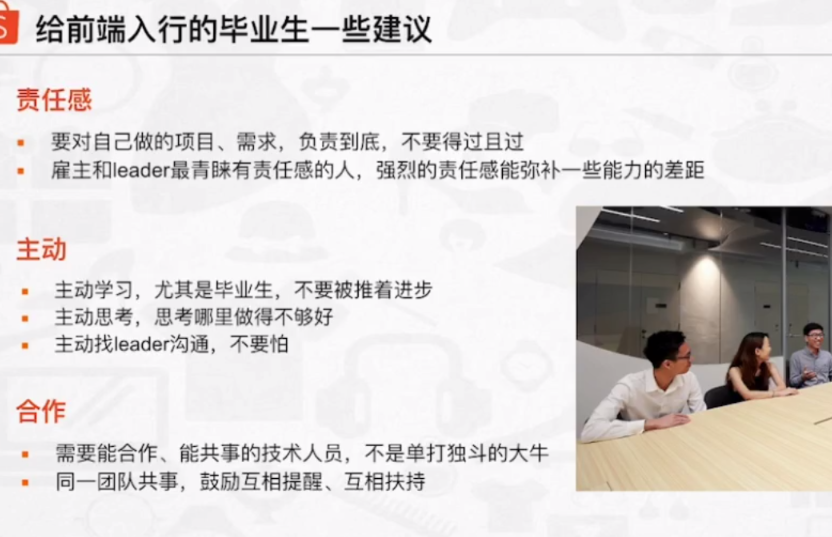 给前端入行的毕业生一些建议
责任感
要对自己做的项目、需求，负责到底，不要得过且过
雇主和leader最青睐有责任感的人，强烈的责任感能弥补一些能力的差距
主动
主动学习，尤其是毕业生，不要被推着进步
主动思考，思考哪里做得不够好
主动找leader沟通，不要怕
合作
需要能合作、能共事的技术人员，不是单打独斗的大牛
同一团队共事，鼓励互相提醒、互相扶持